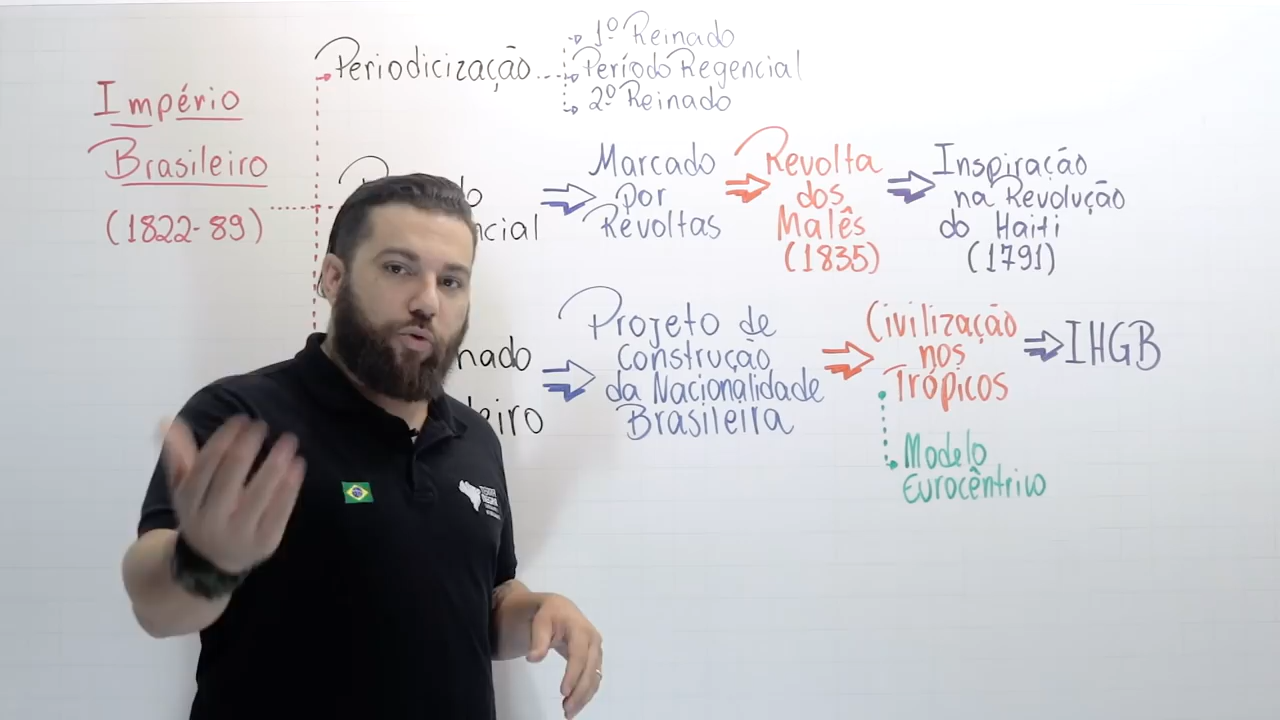 Império
Brasileiro
(1822-89)
Periodicização
1º Reinado
Período Regencial
2º Reinado
Marcado
por
Revoltas
Revolta
dos
Malês
(1835)
Inspiração
na Revolução
do Haiti
(1791)
Projeto de
Construção
da Nacionalidade
Brasileira
Civilização
nos
Trópicos
IHGB
Modelo
Eurocêntrico